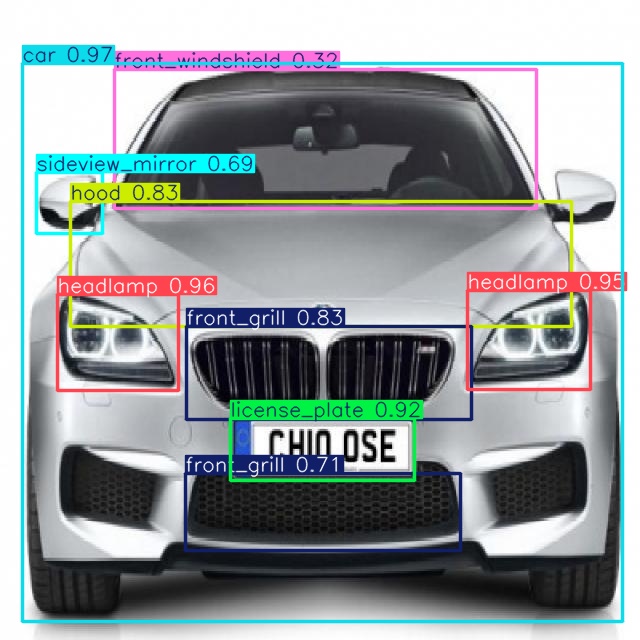 car 0.97
front_windshield 0.32
sideview_mirror 0.69
hood 0.83
headlamp 0.96
headlamp 0.95
front_grill 0.83
license_plate 0.92
CH10 OSE
front_grill 0.71